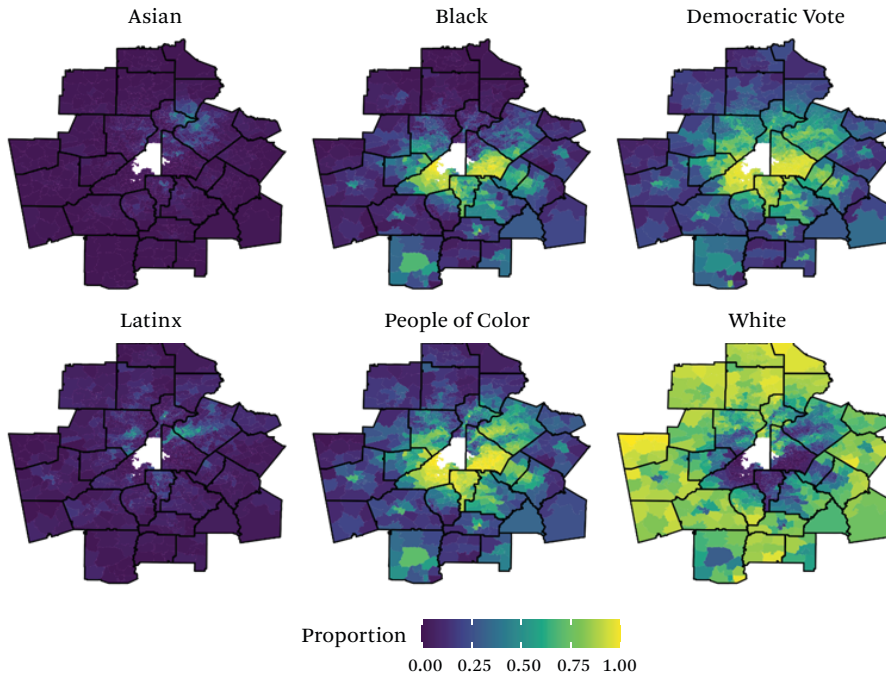 Asian Black Democratic Vote
Latinx People of Color White
Proportion
0.00 0.25 0.50 0.75 1.00